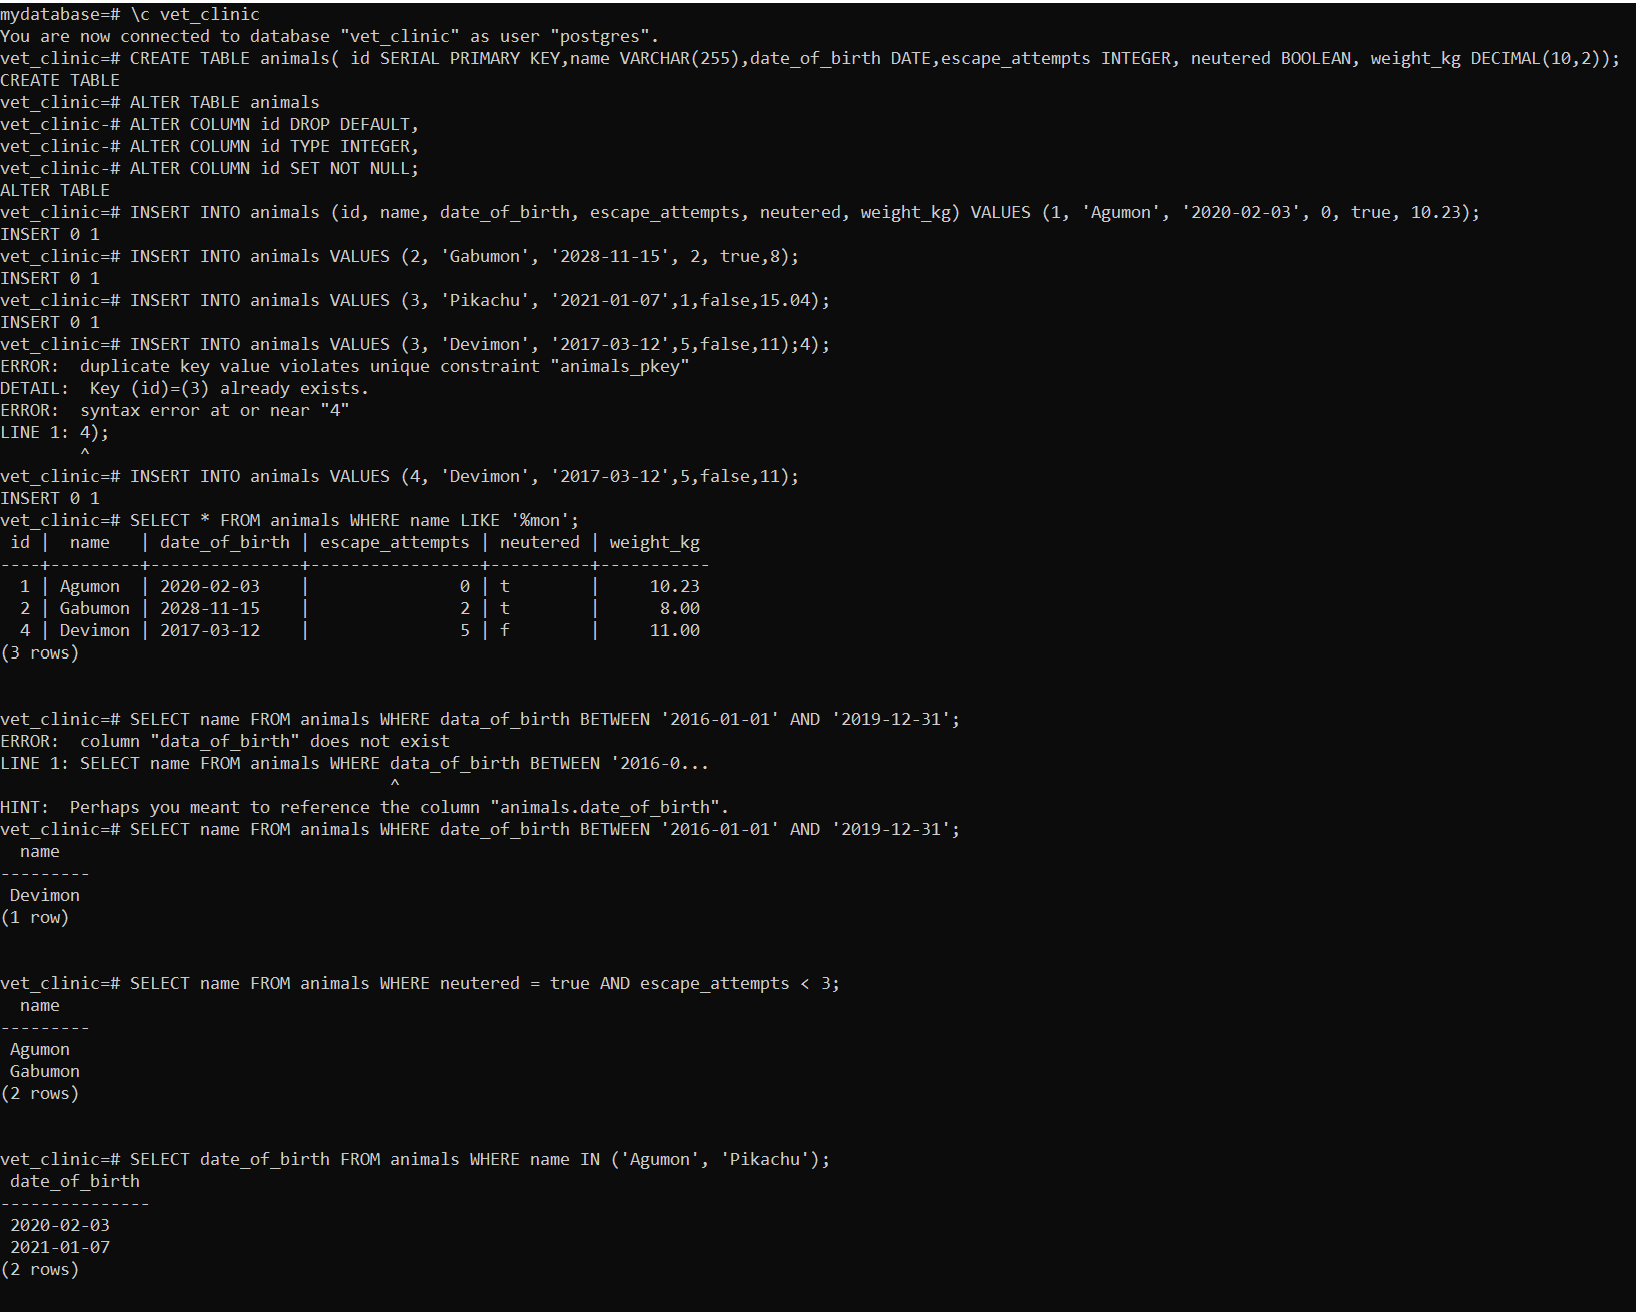 mydatabase=# \c vet_clinic
You are now connected to database "vet_clinic" as user "postgres".
vet_clinic=# CREATE TABLE animals( id SERIAL PRIMARY KEY,name VARCHAR(255),date_of_birth DATE,escape_attempts INTEGER, neutered BOOLEAN, weight_kg DECIMAL(10,2));
CREATE TABLE
vet_clinic=# ALTER TABLE animals
vet_clinic-# ALTER COLUMN id DROP DEFAULT,
vet_clinic-# ALTER COLUMN id TYPE INTEGER,
vet_clinic-# ALTER COLUMN id SET NOT NULL;
ALTER TABLE
vet_clinic=# INSERT INTO animals (id, name, date_of_birth, escape_attempts, neutered, weight_kg) VALUES (1, 'Agumon', '2020-02-03', 0, true, 10.23);
INSERT 0 1
vet_clinic=# INSERT INTO animals VALUES (2, 'Gabumon', '2028-11-15', 2, true,8);
INSERT 0 1
vet_clinic=# INSERT INTO animals VALUES (3, 'Pikachu', '2021-01-07',1,false,15.04);
INSERT 0 1
vet_clinic=# INSERT INTO animals VALUES (3, 'Devimon', '2017-03-12',5,false,11);4);
ERROR:  duplicate key value violates unique constraint "animals_pkey"
DETAIL:  Key (id)=(3) already exists.
ERROR:  syntax error at or near "4"
LINE 1: 4);
        ^
vet_clinic=# INSERT INTO animals VALUES (4, 'Devimon', '2017-03-12',5,false,11);
INSERT 0 1
vet_clinic=# SELECT * FROM animals WHERE name LIKE '%mon';
 id |  name   | date_of_birth | escape_attempts | neutered | weight_kg
----+---------+---------------+-----------------+----------+-----------
  1 | Agumon  | 2020-02-03    |               0 | t        |     10.23
  2 | Gabumon | 2028-11-15    |               2 | t        |      8.00
  4 | Devimon | 2017-03-12    |               5 | f        |     11.00
(3 rows)
vet_clinic=# SELECT name FROM animals WHERE data_of_birth BETWEEN '2016-01-01' AND '2019-12-31';
ERROR:  column "data_of_birth" does not exist
LINE 1: SELECT name FROM animals WHERE data_of_birth BETWEEN '2016-0...
                                       ^
HINT:  Perhaps you meant to reference the column "animals.date_of_birth".
vet_clinic=# SELECT name FROM animals WHERE date_of_birth BETWEEN '2016-01-01' AND '2019-12-31';
  name
---------
 Devimon
(1 row)
vet_clinic=# SELECT name FROM animals WHERE neutered = true AND escape_attempts < 3;
  name
---------
 Agumon
 Gabumon
(2 rows)
vet_clinic=# SELECT date_of_birth FROM animals WHERE name IN ('Agumon', 'Pikachu');
 date_of_birth
---------------
 2020-02-03
 2021-01-07
(2 rows)